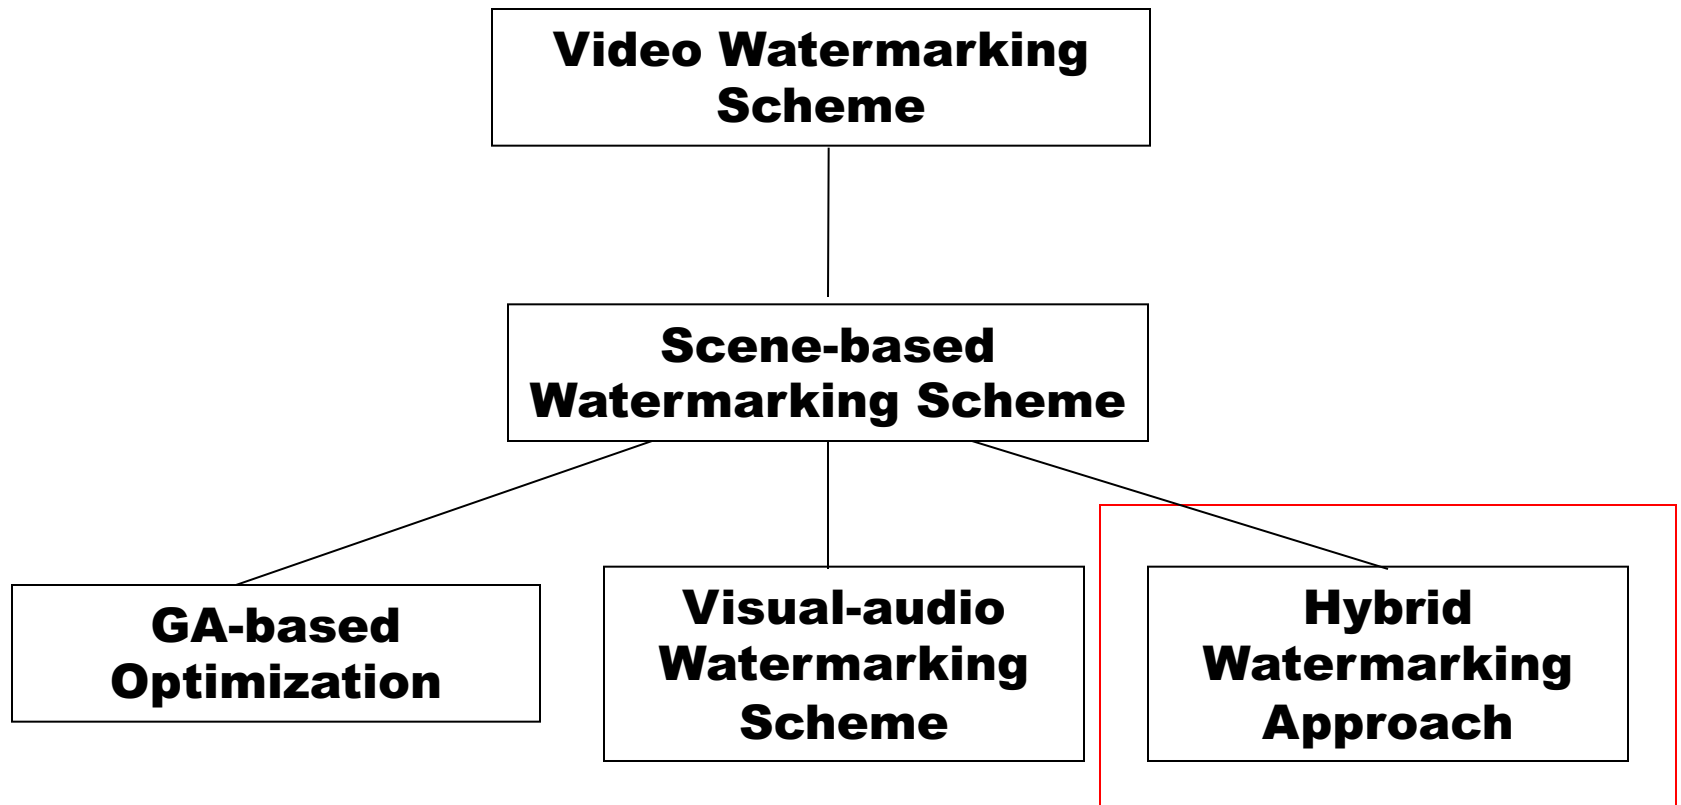 Video Watermarking
Scheme
Scene-based
Watermarking Scheme
GA-based
Optimization
Visual-audio
Watermarking
Scheme
Hybrid
Watermarking
Approach